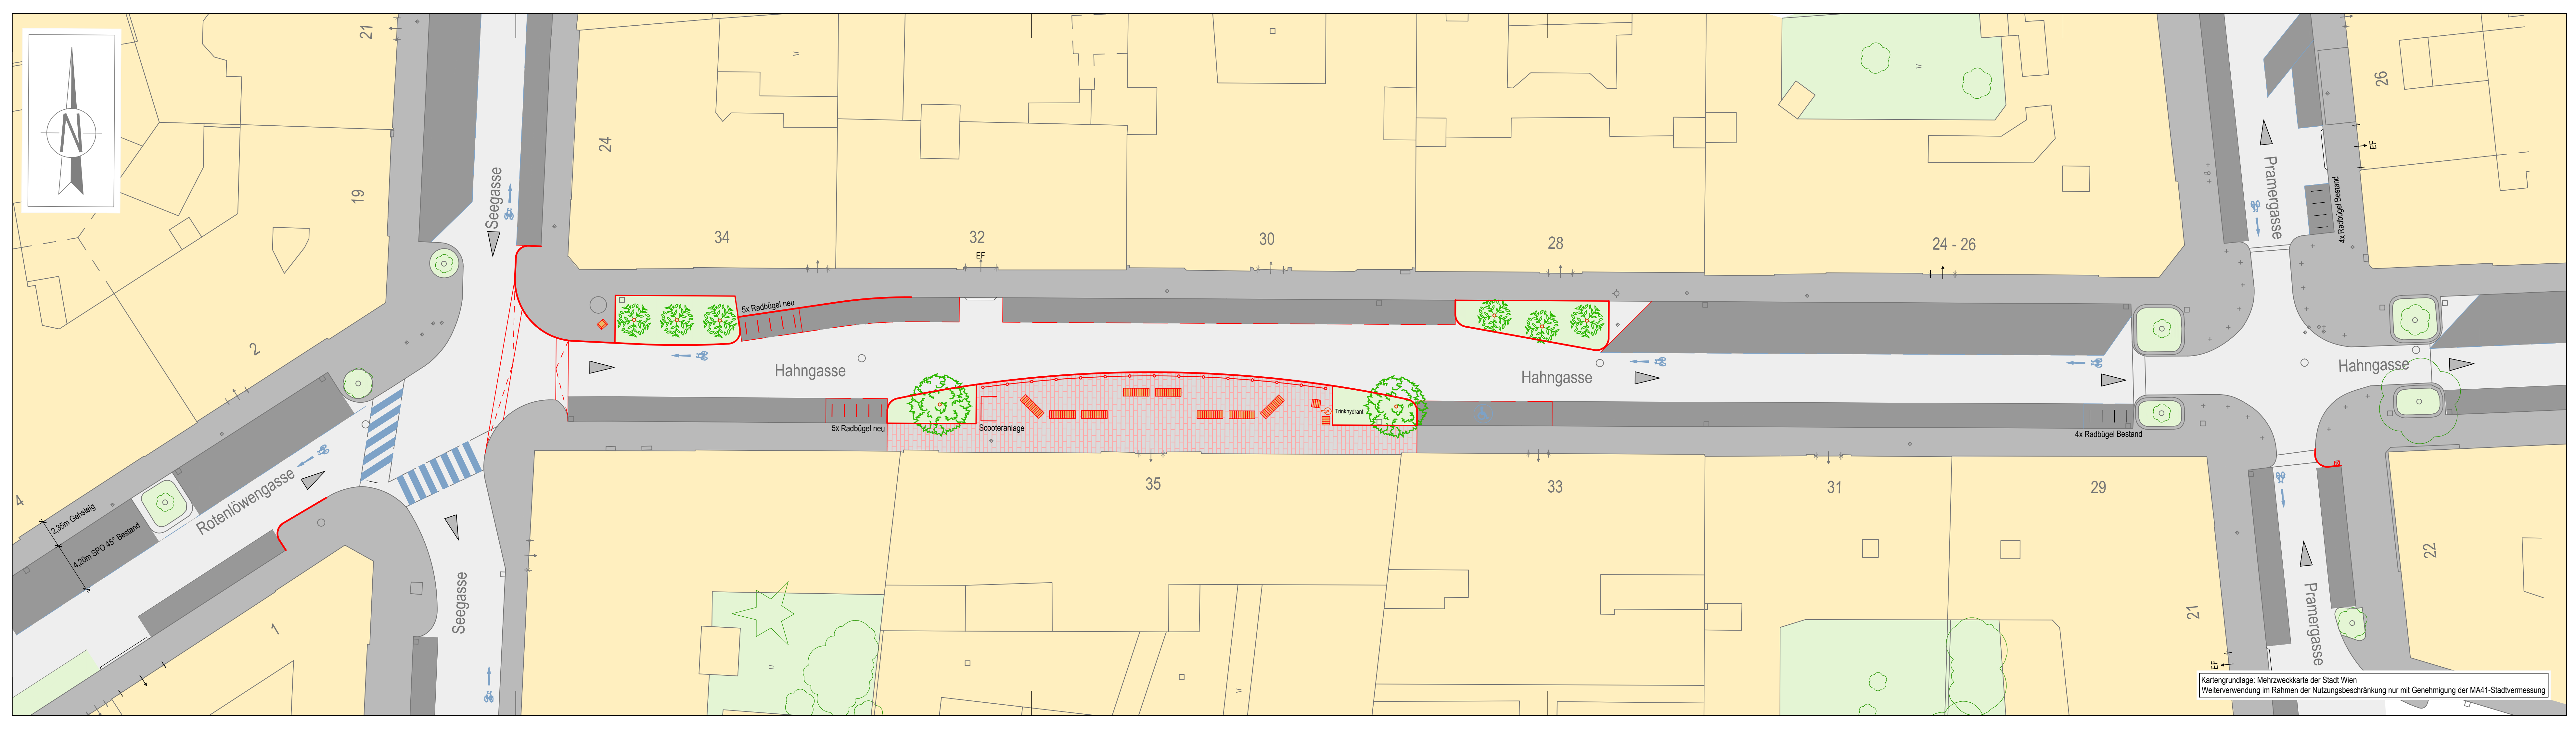 21
N
19
24
Seegasse
34
32
EF
30
28
24 - 26
Pramergasse
4x Radbügel Bestand
EF
26
5x Radbügel neu
2
Hahngasse
Hahngasse
Hahngasse
5x Radbügel neu
Scooteranlage
Trinkhydrant
4x Radbügel Bestand
4
2,35m Gehsteig
4,20m SPO 45° Bestand
Rotenlöwengasse
35
33
31
29
22
1
Seegasse
21
Pramergasse
EF
Kartengrundlage: Mehrzweckkarte der Stadt Wien
Weiterverwendung im Rahmen der Nutzungsbeschränkung nur mit Genehmigung der MA41-Stadtvermessung